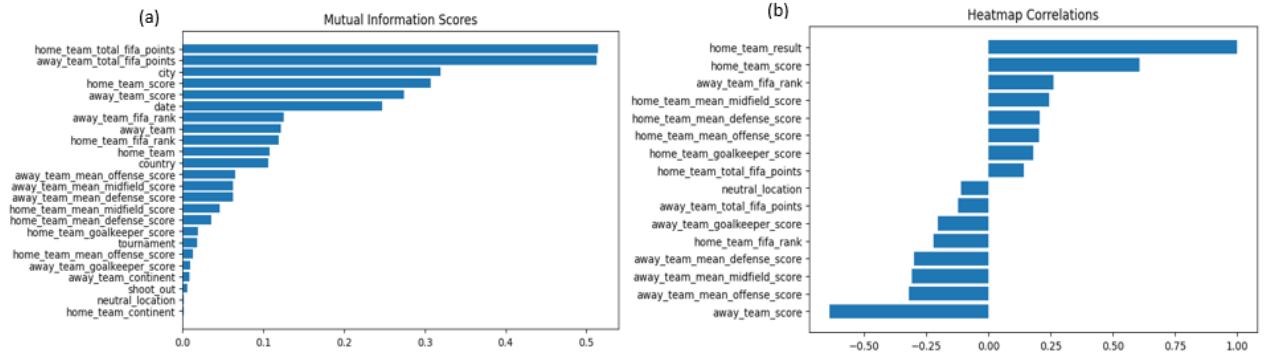 (a)
Mutual Information Scores
home_team_total_fifa_points
away_team_total_fifa_points
city
home_team_score
away_team_score
date
away_team_fifa_rank
away_team
home_team_fifa_rank
home_team
country
away_team_mean_offense_score
away_team_mean_midfield_score
away_team_mean_defense_score
home_team_mean_midfield_score
home_team_mean_defense_score
home_team_goalkeeper_score
tournament
home_team_mean_offense_score
away_team_goalkeeper_score
away_team_continent
shoot_out
neutral_location
home_team_continent
0.0 0.1 0.2 0.3 0.4 0.5
(b)
Heatmap Correlations
home_team_result
home_team_score
away_team_fifa_rank
home_team_mean_midfield_score
home_team_mean_defense_score
home_team_mean_offense_score
home_team_goalkeeper_score
home_team_total_fifa_points
neutral_location
away_team_total_fifa_points
away_team_goalkeeper_score
home_team_fifa_rank
away_team_mean_defense_score
away_team_mean_midfield_score
away_team_mean_offense_score
away_team_score
−0.50 −0.25 0.00 0.25 0.50 0.75 1.00